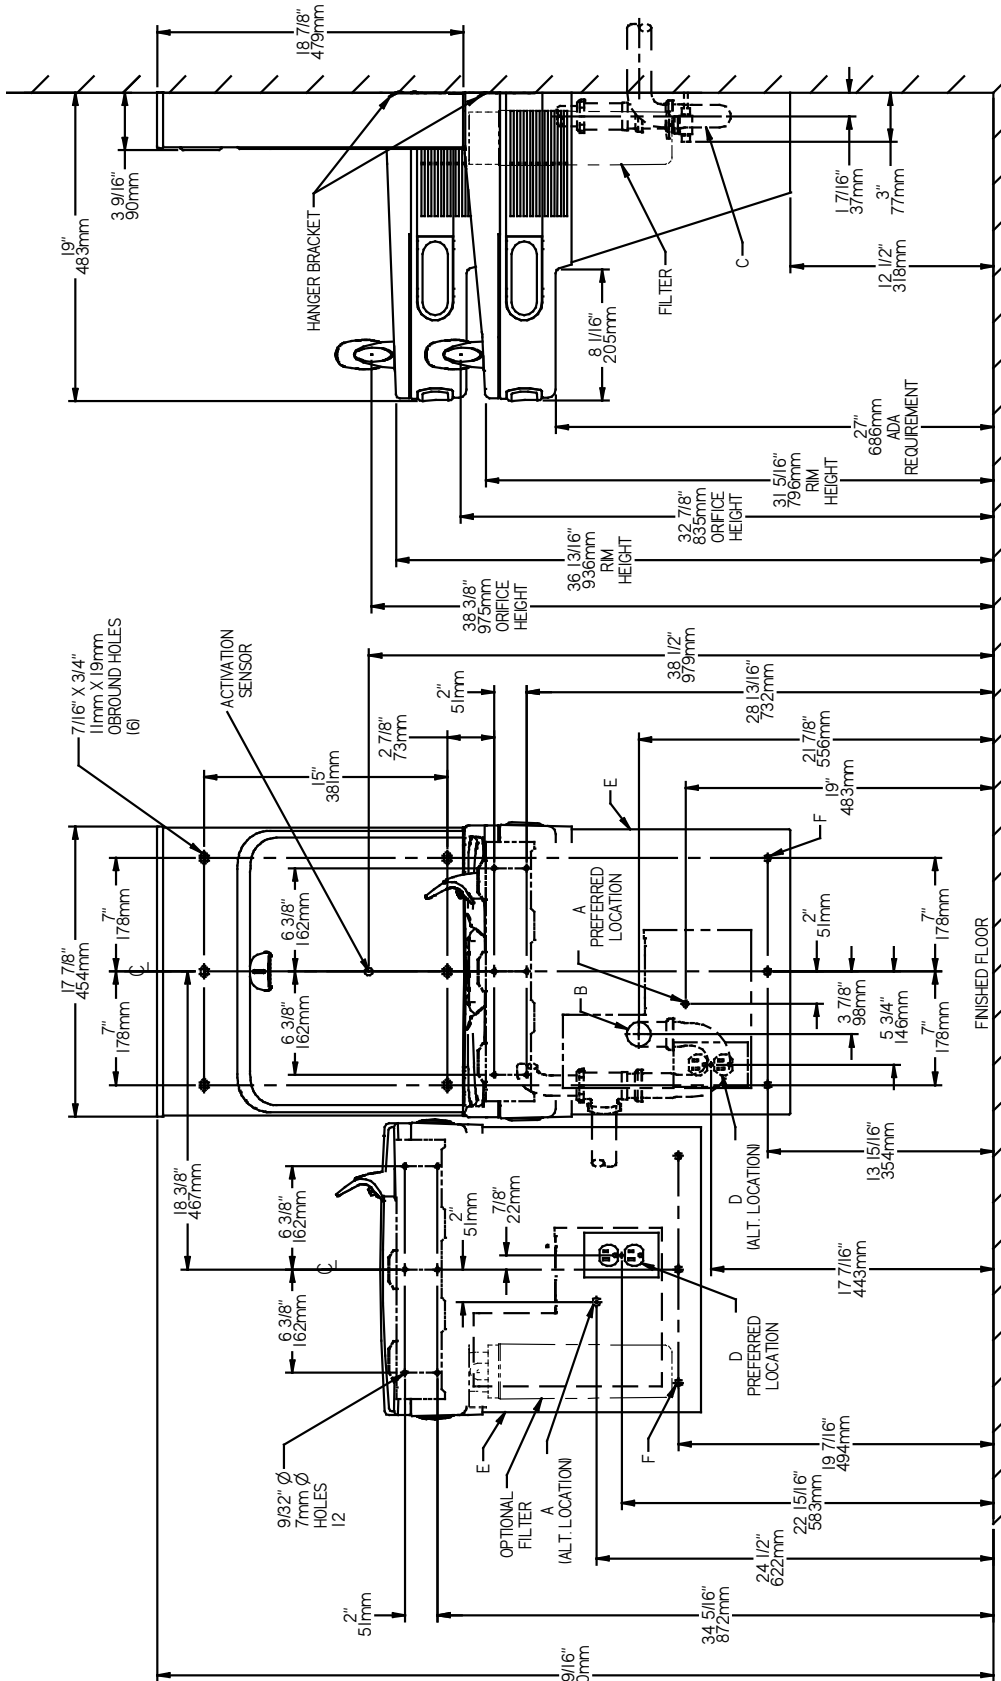 9/16"
0mm
2"
51mm
34 5/16"
872mm
24 1/2"
622mm
22 15/16"
583mm
19 7/16"
494mm
9/32" Ø
7mm Ø
HOLES
12
E
OPTIONAL
FILTER
A
(ALT. LOCATION)
F
6 3/8"
162mm
6 3/8"
162mm
18 3/8"
467mm
℄
2"
51mm
7/8"
22mm
D
PREFERRED
LOCATION
D
(ALT. LOCATION)
17 7/16"
443mm
13 15/16"
354mm
17 7/8"
454mm
7"
178mm
7"
178mm
℄
7/16" X 3/4"
11mm X 19mm
OBROUND HOLES
(6)
15"
381mm
ACTIVATION
SENSOR
6 3/8"
162mm
6 3/8"
162mm
2 7/8"
73mm
2"
51mm
B
A
PREFERRED
LOCATION
E
F
2"
51mm
3 7/8"
98mm
5 3/4"
146mm
7"
178mm
7"
178mm
FINISHED FLOOR
19"
483mm
21 7/8"
556mm
28 13/16"
732mm
38 1/2"
979mm
38 3/8"
975mm
ORIFICE
HEIGHT
36 13/16"
936mm
RIM
HEIGHT
32 7/8"
835mm
ORIFICE
HEIGHT
31 5/16"
796mm
RIM
HEIGHT
27"
686mm
ADA
REQUIREMENT
19"
483mm
3 9/16"
90mm
18 7/8"
479mm
HANGER BRACKET
8 1/16"
205mm
FILTER
C
1 7/16"
37mm
3"
77mm
12 1/2"
318mm